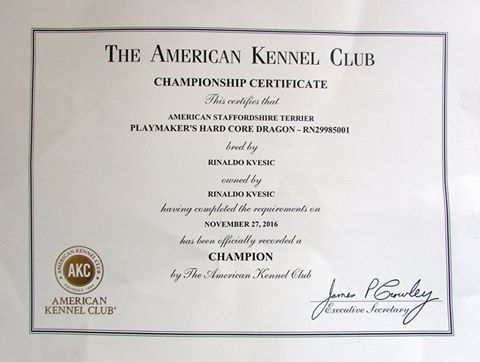 THE AMERICAN KENNEL CLUB
CHAMPIONSHIP CERTIFICATE
This certifies that
AMERICAN STAFFORDSHIRE TERRIER
PLAYMAKER'S HARD CORE DRAGON ~ RN29985001
bred by
RINALDO KVESIC
owned by
RINALDO KVESIC
having completed the requirements on
NOVEMBER 27, 2016
has been officially recorded a
CHAMPION
by The American Kennel Club
AMERICAN KENNEL CLUB
AKC
FOUNDED 1884
AMERICAN
KENNEL CLUB®
James P Crowley
Executive Secretary